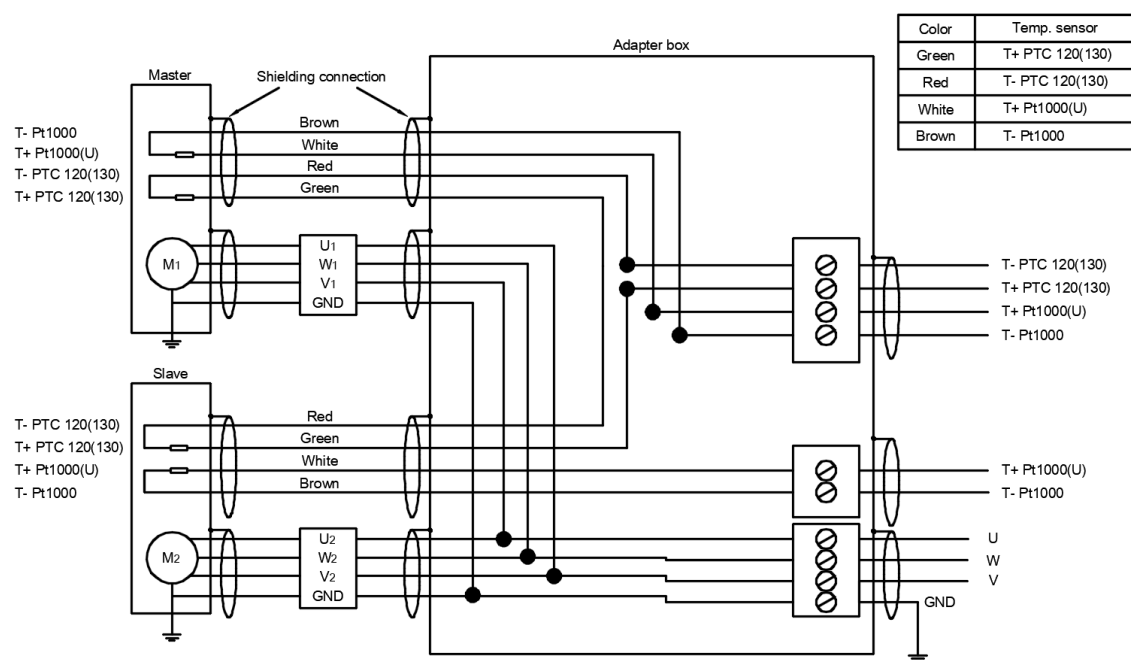 Adapter box
Color Temp. sensor
Green T+ PTC 120(130)
Red T- PTC 120(130)
White T+ Pt1000(U)
Brown T- Pt1000
Master
Shielding connection
T- Pt1000
T+ Pt1000(U)
T- PTC 120(130)
T+ PTC 120(130)
Brown
White
Red
Green
M1
U1
W1
V1
GND
T- PTC 120(130)
T+ PTC 120(130)
T+ Pt1000(U)
T- Pt1000
Slave
T- PTC 120(130)
T+ PTC 120(130)
T+ Pt1000(U)
T- Pt1000
Red
Green
White
Brown
T+ Pt1000(U)
T- Pt1000
M2
U2
W2
V2
GND
U
W
V
GND